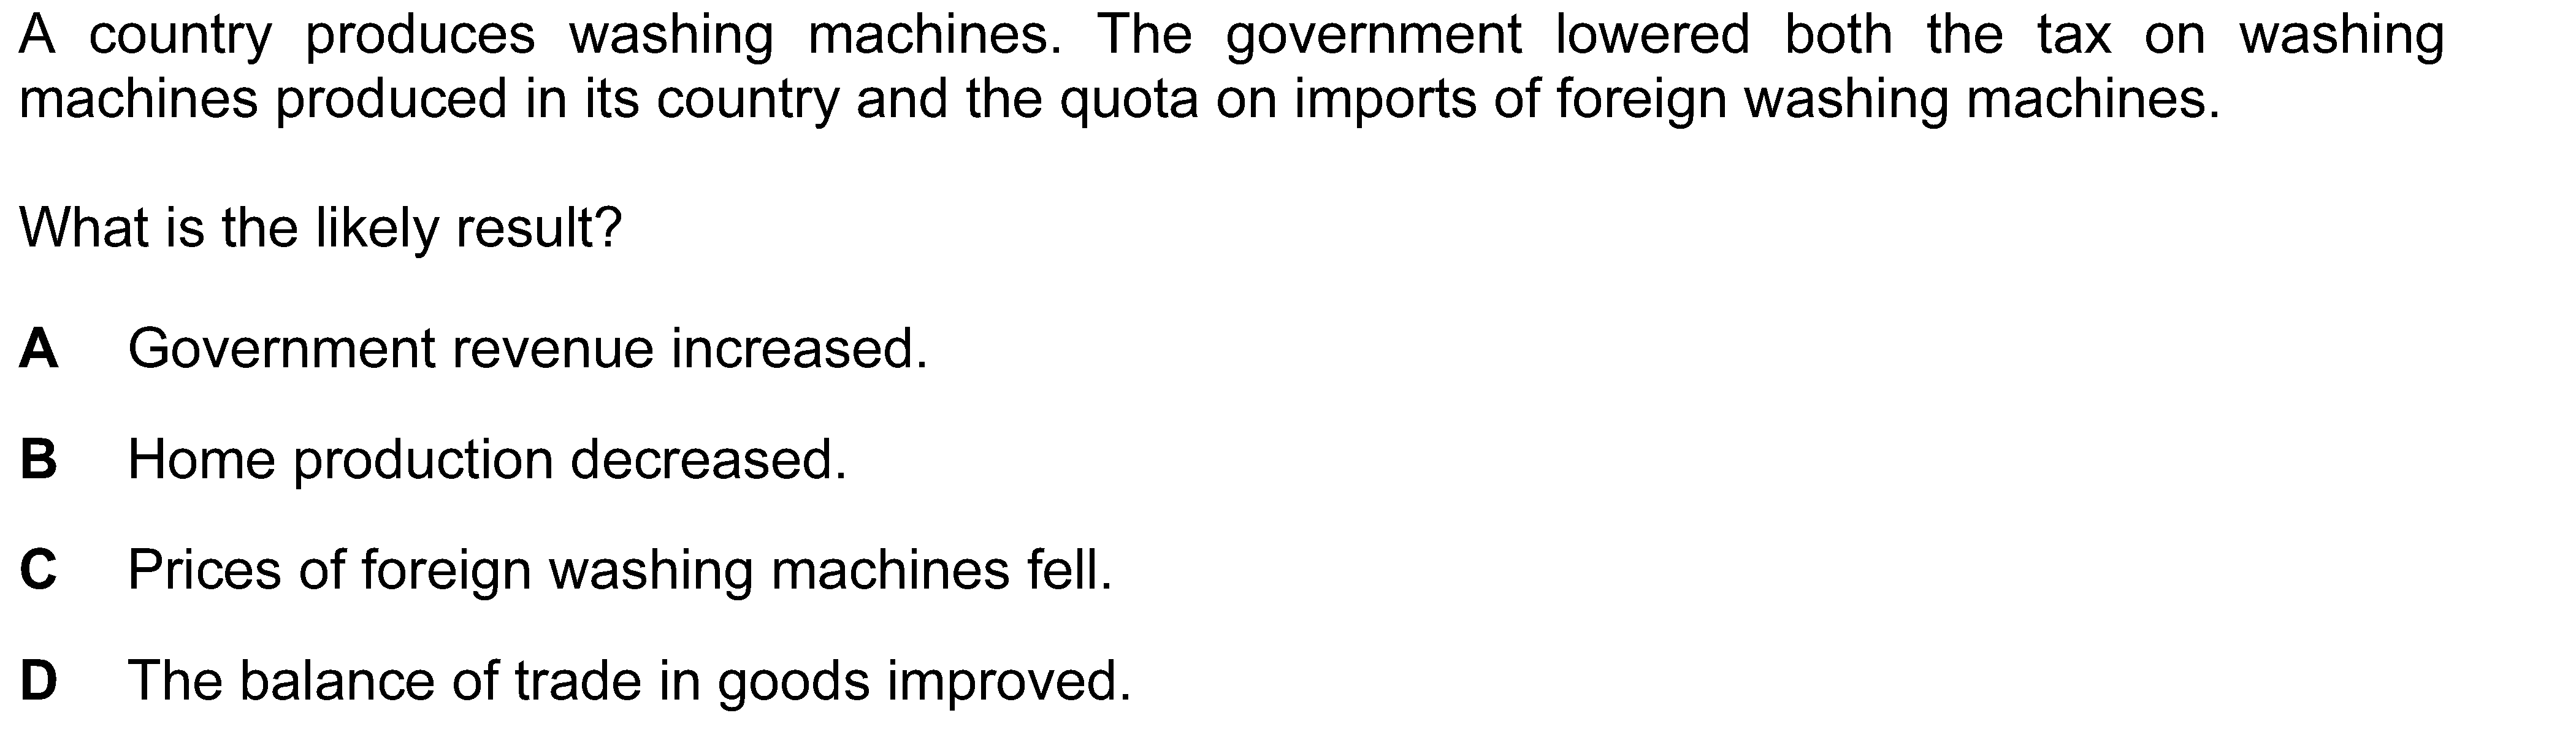 A country produces washing machines. The government lowered both the tax on washing
machines produced in its country and the quota on imports of foreign washing machines.
What is the likely result?
A Government revenue increased.
B Home production decreased.
C Prices of foreign washing machines fell.
D The balance of trade in goods improved.